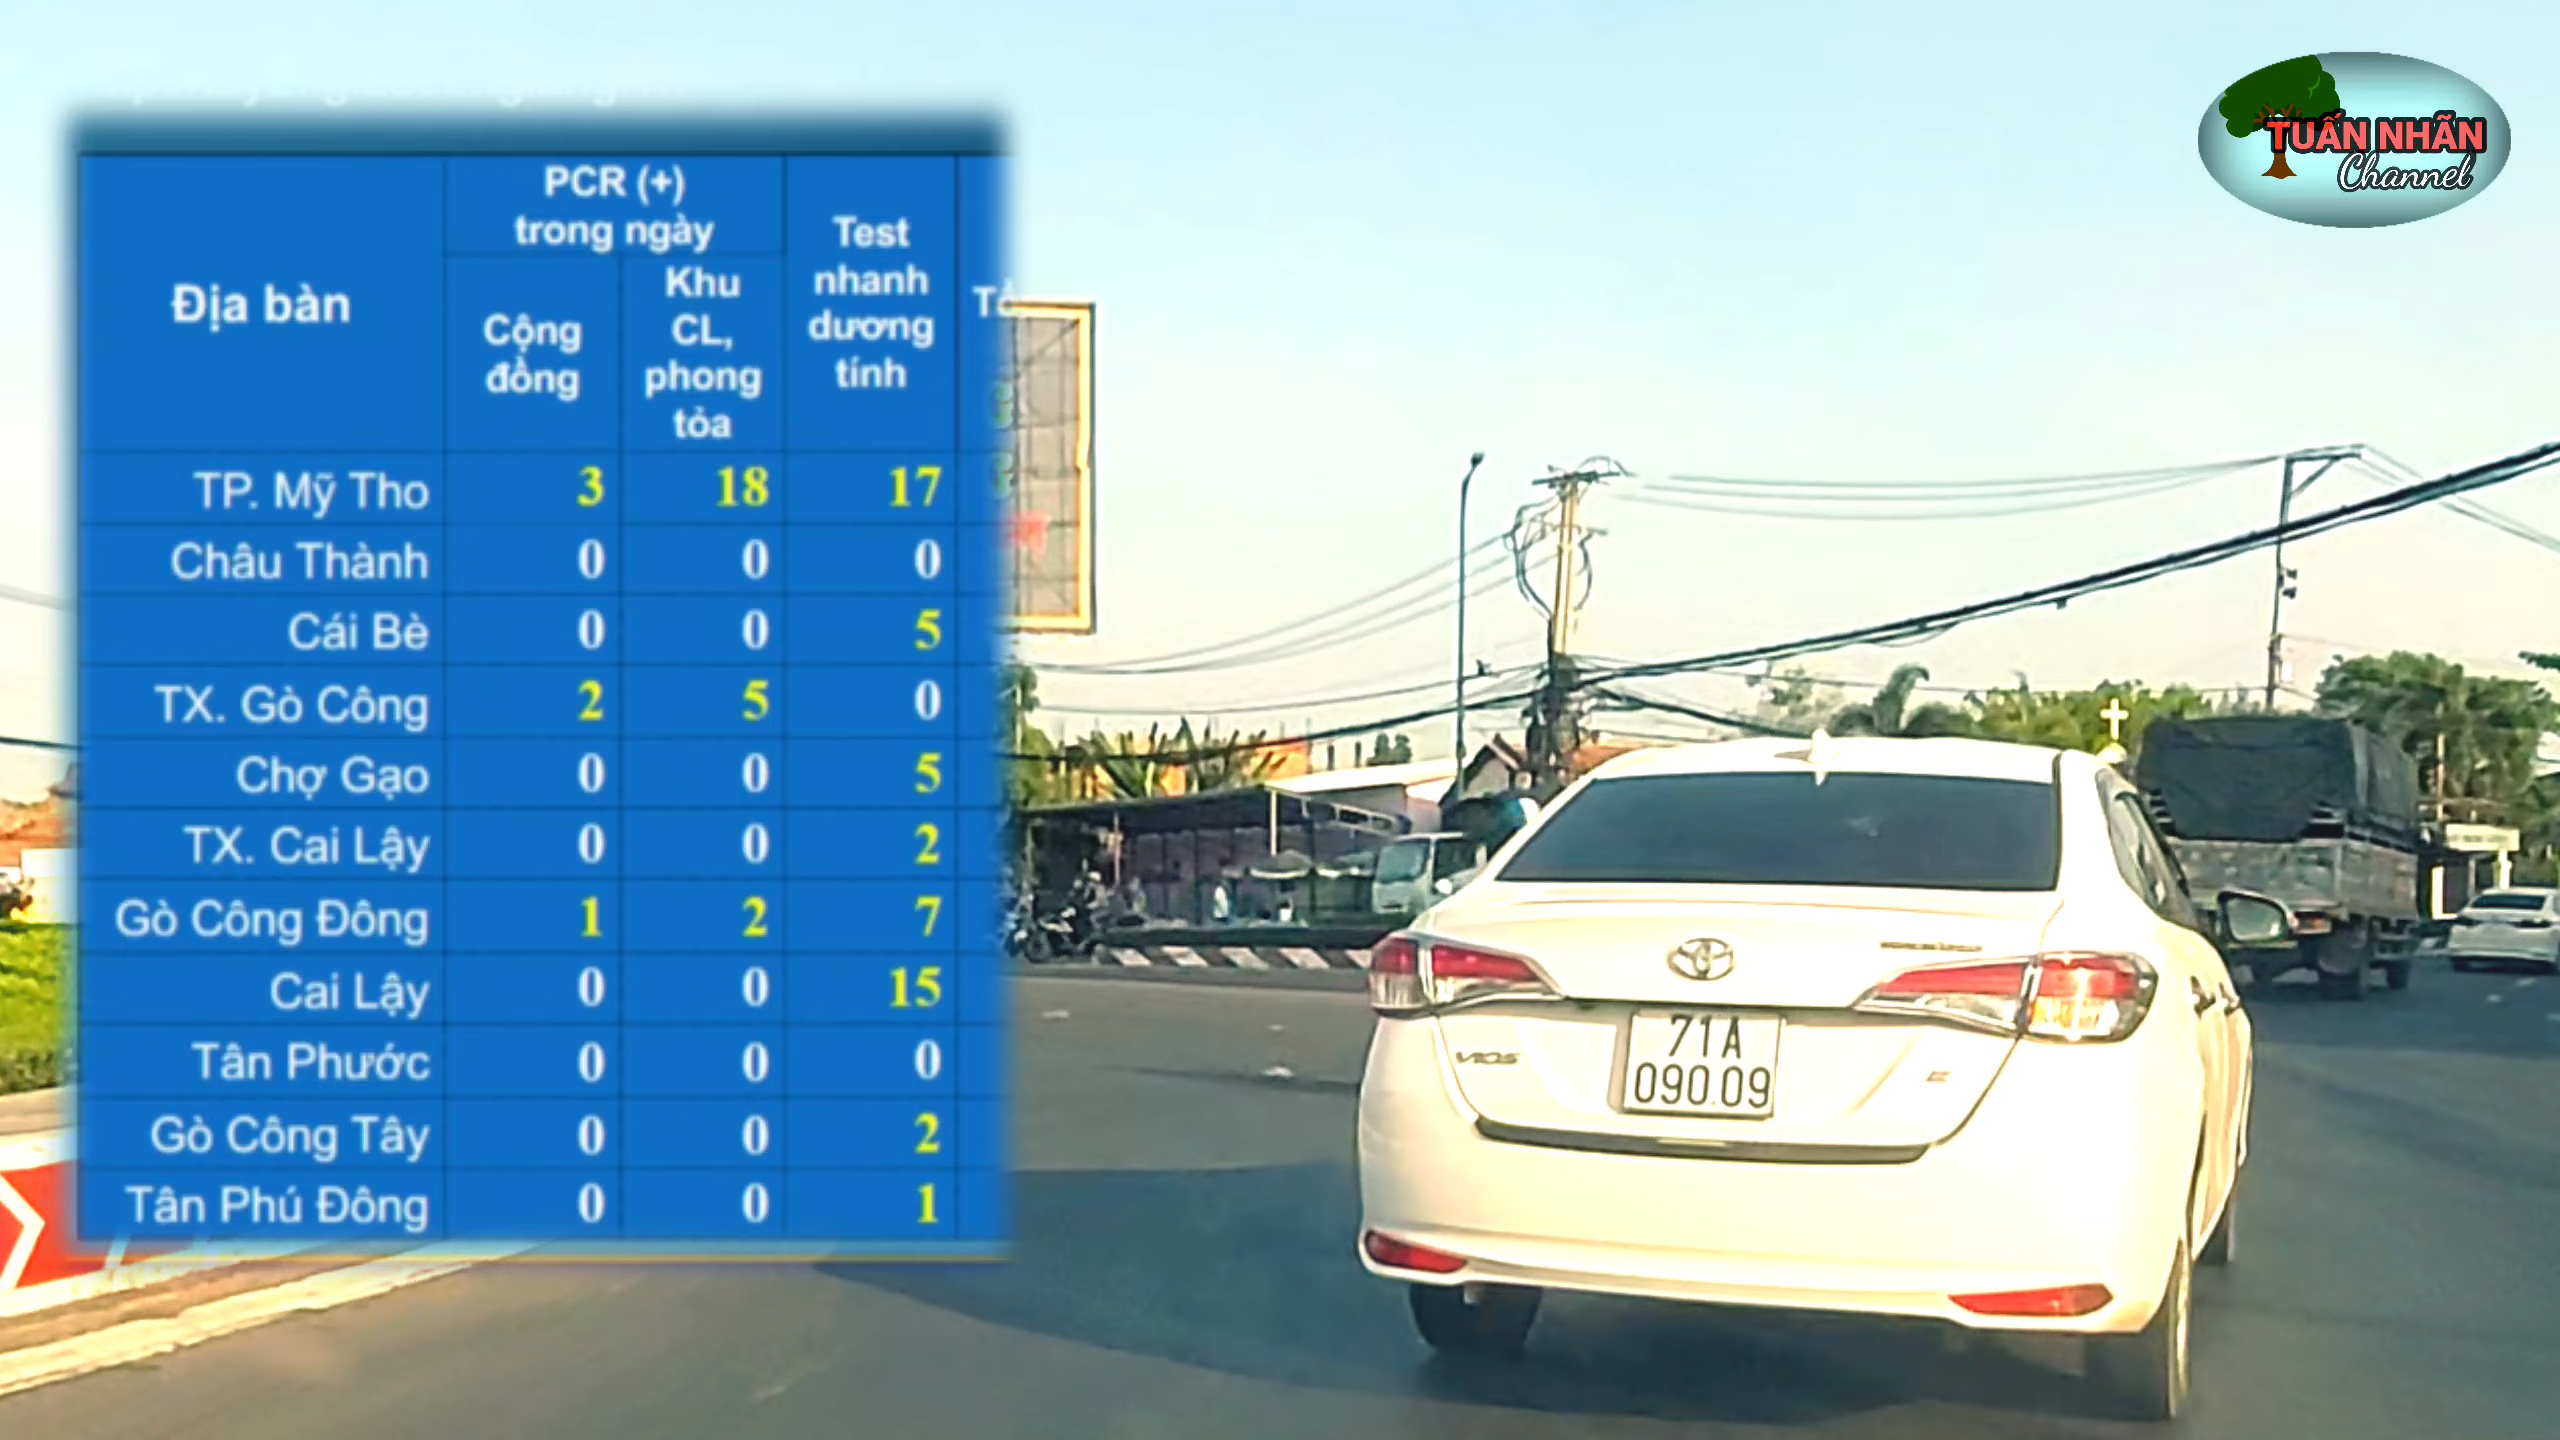 TUẤN NHÃN
Channel
Địa bàn
PCR (+)
trong ngày
Cộng
đồng
Khu
CL,
phong
tỏa
Test
nhanh
dương
tính
TP. Mỹ Tho 3 18 17
Châu Thành 0 0 0
Cái Bè 0 0 5
TX. Gò Công 2 5 0
Chợ Gạo 0 0 5
TX. Cai Lậy 0 0 2
Gò Công Đông 1 2 7
Cai Lậy 0 0 15
Tân Phước 0 0 0
Gò Công Tây 0 0 2
Tân Phú Đông 0 0 1
VIOS
71A
090.09